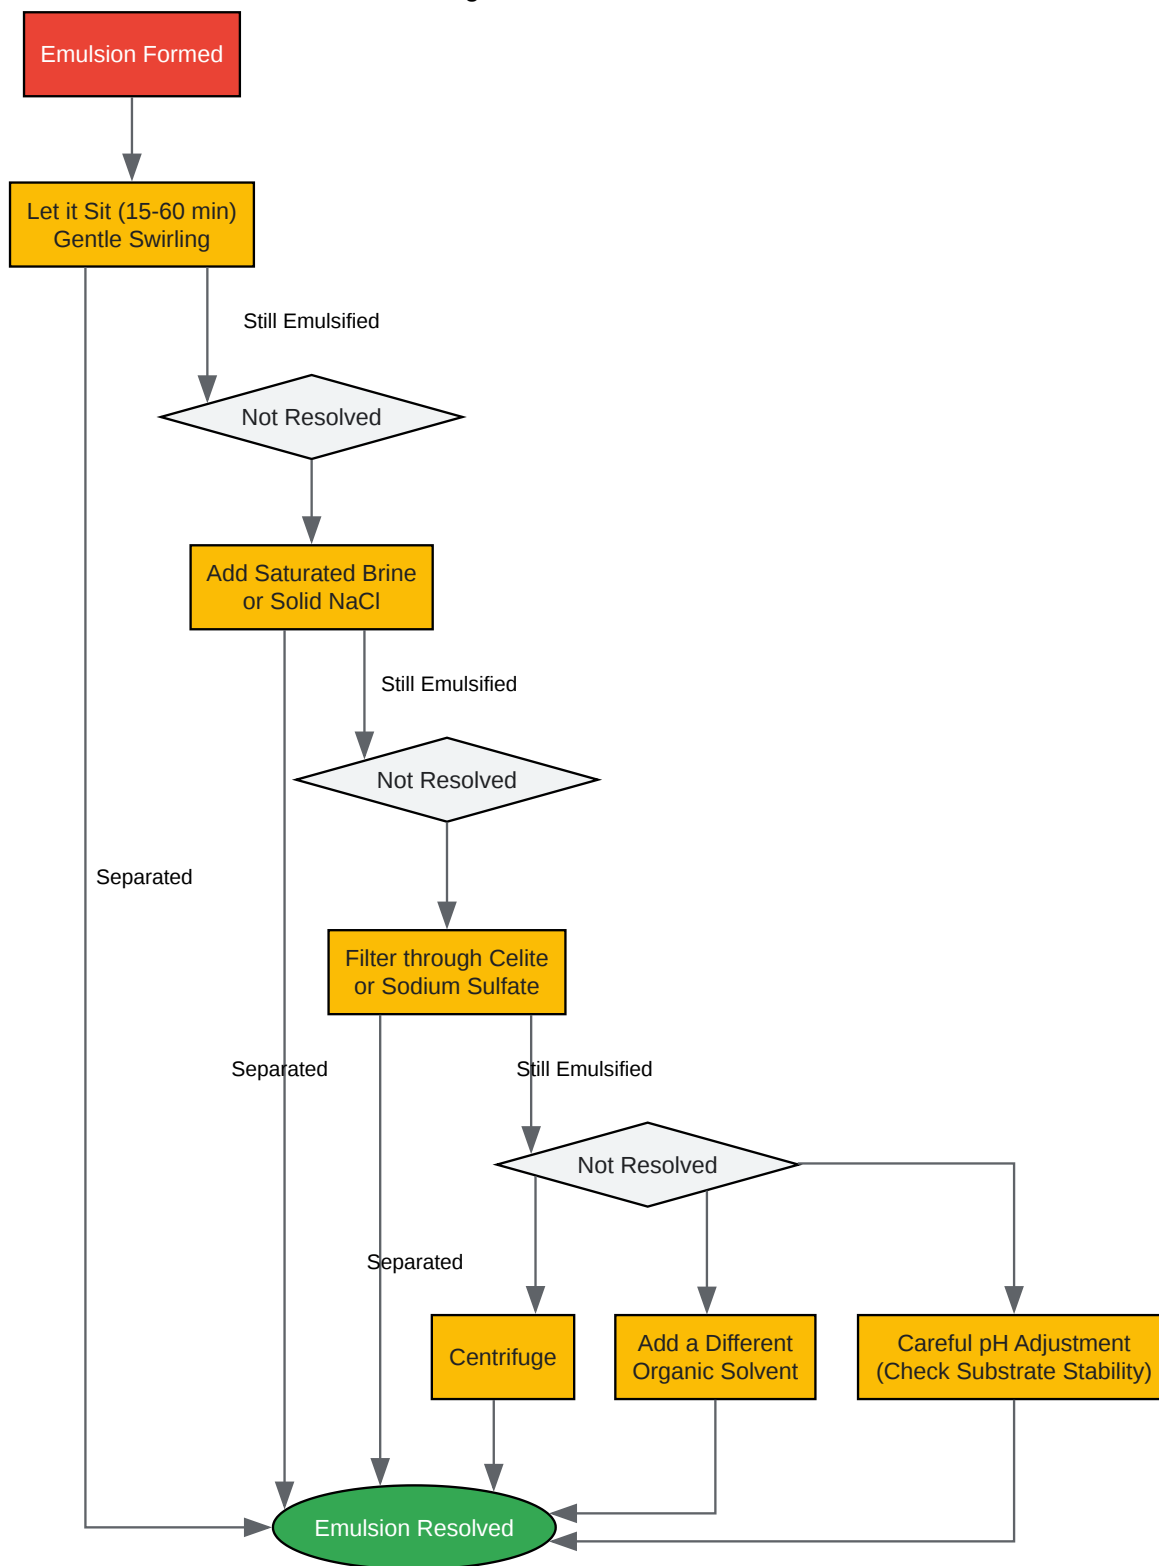 Emulsion Formed
Let it Sit (15-60 min)
Gentle Swirling
Still Emulsified
Not Resolved
Add Saturated Brine
or Solid NaCl
Still Emulsified
Not Resolved
Separated
Filter through Celite
or Sodium Sulfate
Separated
Still Emulsified
Not Resolved
Separated
Centrifuge
Add a Different
Organic Solvent
Careful pH Adjustment
(Check Substrate Stability)
Emulsion Resolved